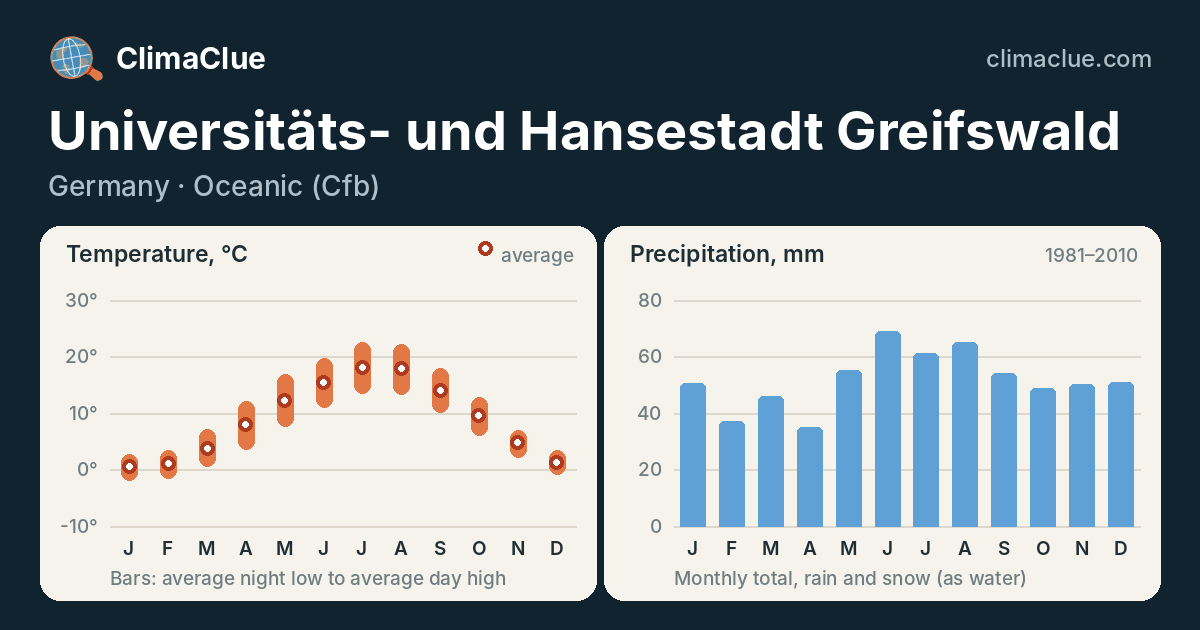 ClimaClue
climaclue.com
Universitäts- und Hansestadt Greifswald
Germany · Oceanic (Cfb)
Temperature, °C
average
30°
20°
10°
0°
-10°
J F M A M J J A S O N D
Bars: average night low to average day high
Precipitation, mm
1981–2010
80
60
40
20
0
J F M A M J J A S O N D
Monthly total, rain and snow (as water)